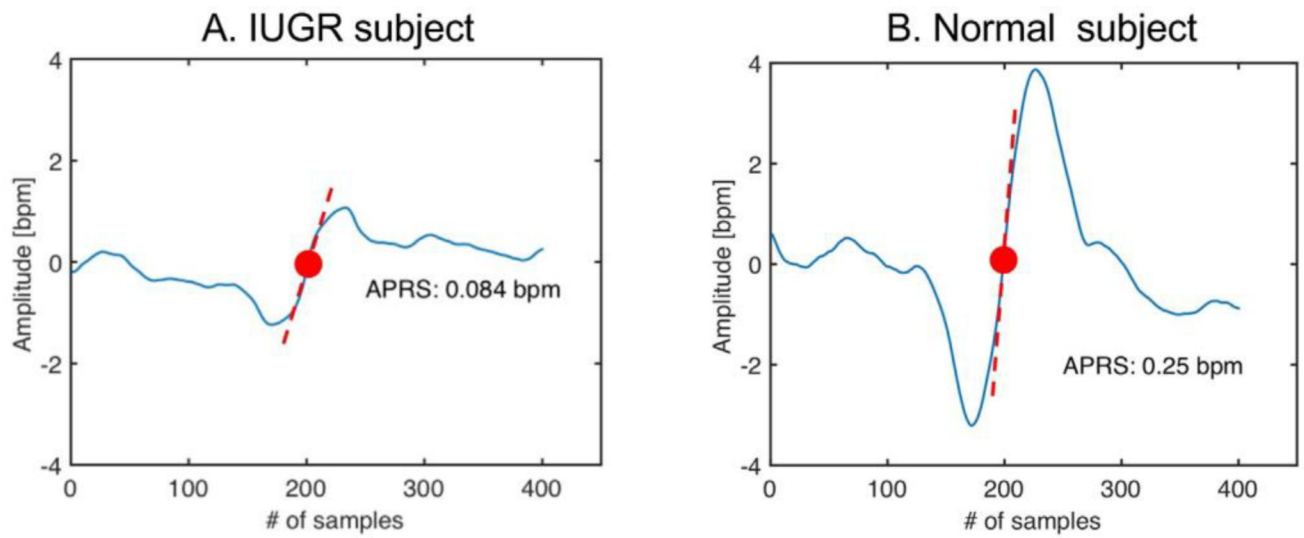 A. IUGR subject
4
2
0
-2
-4
Amplitude [bpm]
APRS: 0.084 bpm
0 100 200 300 400
# of samples
B. Normal subject
4
2
0
-2
-4
Amplitude [bpm]
APRS: 0.25 bpm
0 100 200 300 400
# of samples